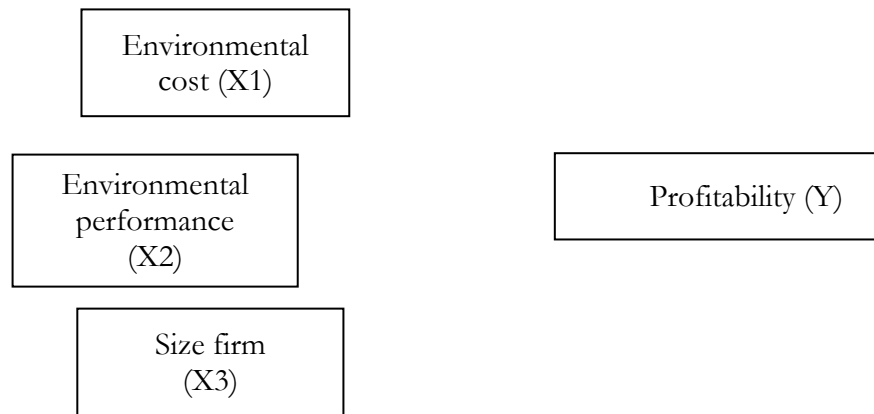 Environmental
cost (X1)
Environmental
performance
(X2)
Profitability (Y)
Size firm
(X3)